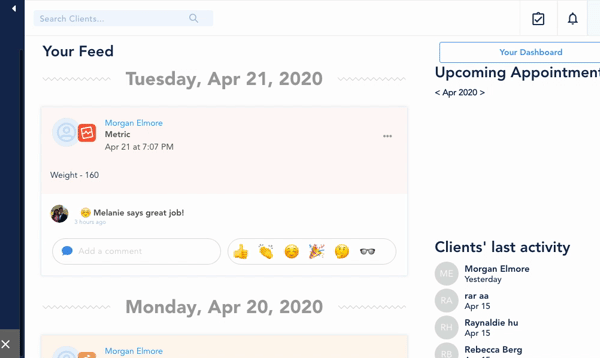 Search Clients...
Your Feed
Your Dashboard
Tuesday, Apr 21, 2020
Upcoming Appointment
< Apr 2020 >
Morgan Elmore
Metric
Apr 21 at 7:07 PM
Weight - 160
Melanie says great job!
3 hours ago
Add a comment
Monday, Apr 20, 2020
Morgan Elmore
Clients' last activity
ME
Morgan Elmore
Yesterday
RA
rar aa
Apr 15
RH
Raynaldie hu
Apr 15
RB
Rebecca Berg
Apr 15